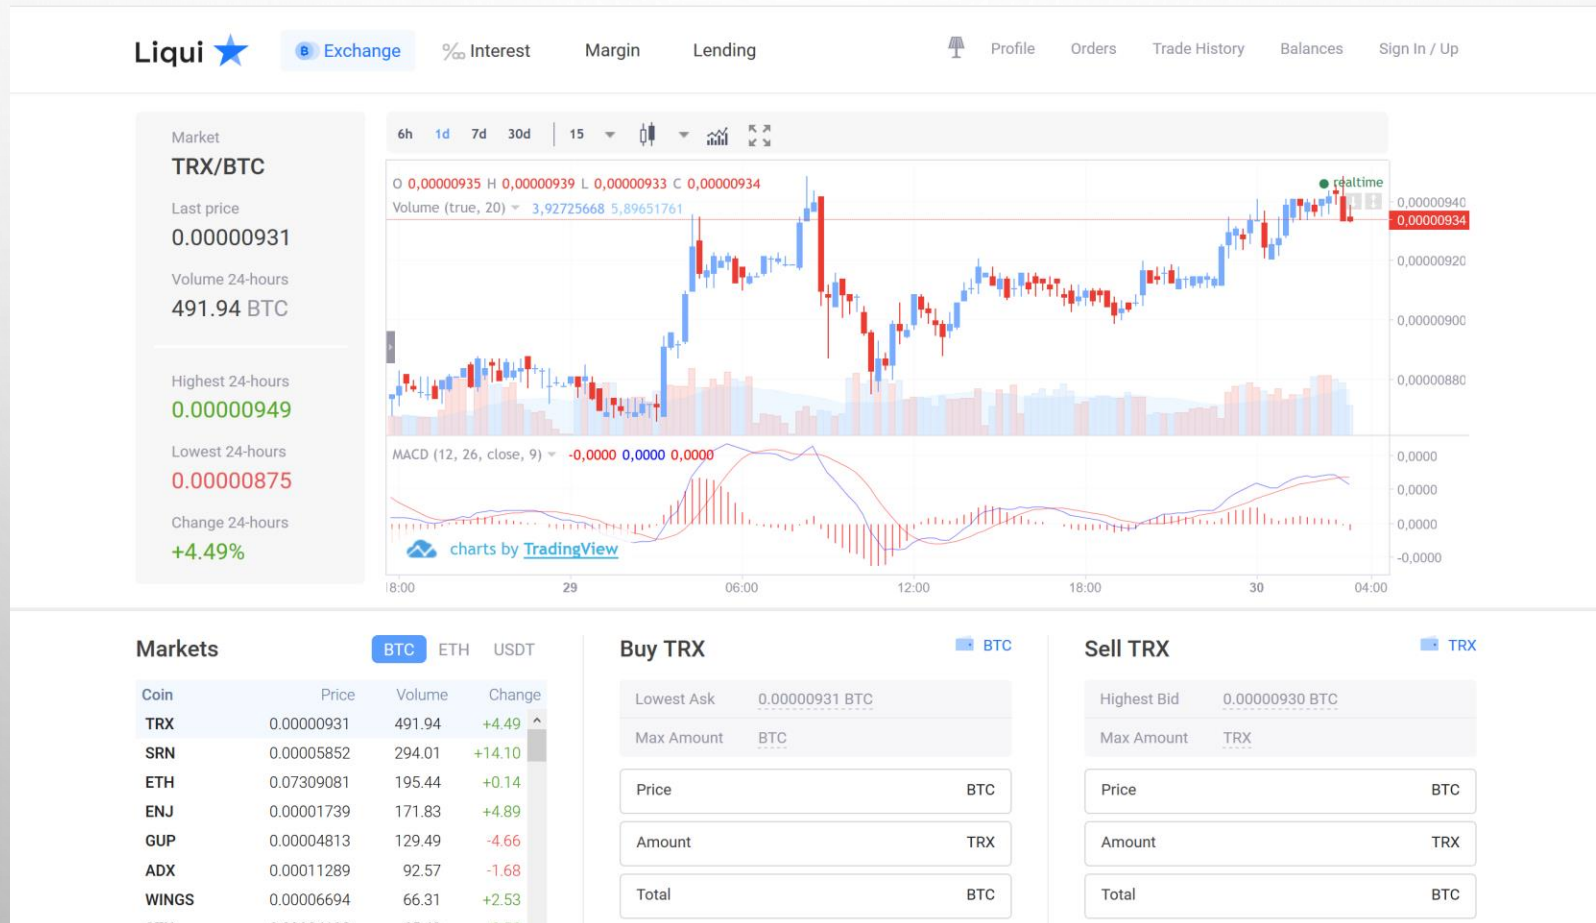 Liqui
Exchange
Interest
Margin
Lending
Profile
Orders
Trade History
Balances
Sign In / Up
Market
TRX/BTC
Last price
0.00000931
Volume 24-hours
491.94 BTC
Highest 24-hours
0.00000949
Lowest 24-hours
0.00000875
Change 24-hours
+4.49%
6h 1d 7d 30d 15
O 0,00000935 H 0,00000939 L 0,00000933 C 0,00000934
realtime
Volume (true, 20) 3,92725668 5,89651761
0,00000940
0,00000934
0,00000920
0,00000900
0,00000880
MACD (12, 26, close, 9) -0,0000 0,0000 0,0000
0,0000
0,0000
0,0000
-0,0000
charts by TradingView
8:00 29 06:00 12:00 18:00 30 04:00
Markets BTC ETH USDT
Coin Price Volume Change
TRX 0.00000931 491.94 +4.49
SRN 0.00005852 294.01 +14.10
ETH 0.07309081 195.44 +0.14
ENJ 0.00001739 171.83 +4.89
GUP 0.00004813 129.49 -4.66
ADX 0.00011289 92.57 -1.68
WINGS 0.00006694 66.31 +2.53
Buy TRX BTC
Lowest Ask 0.00000931 BTC
Max Amount BTC
Price BTC
Amount TRX
Total BTC
Sell TRX TRX
Highest Bid 0.00000930 BTC
Max Amount TRX
Price BTC
Amount TRX
Total BTC